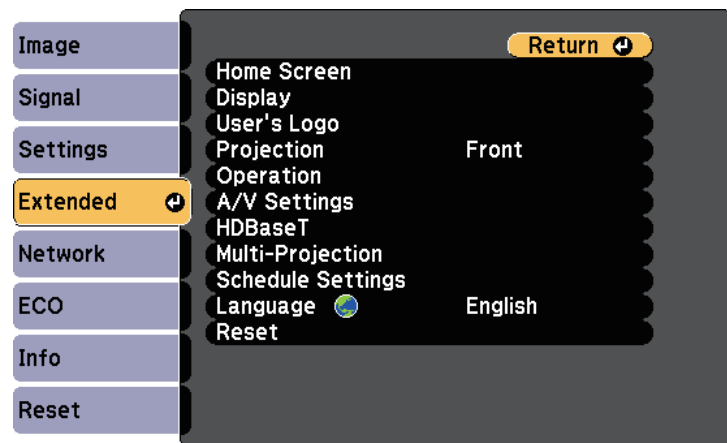 Image
Signal
Settings
Extended
Network
ECO
Info
Reset
Return
Home Screen
Display
User's Logo
Projection Front
Operation
A/V Settings
HDBaseT
Multi-Projection
Schedule Settings
Language English
Reset